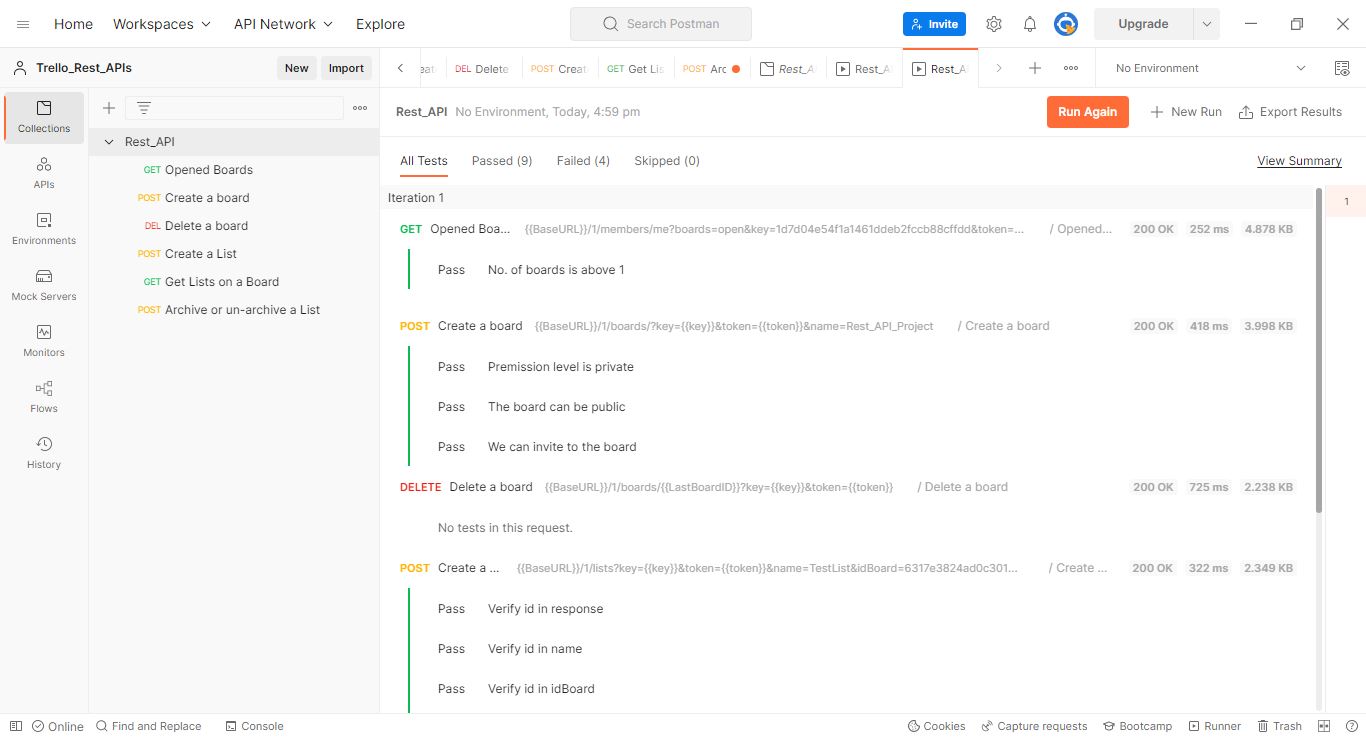 Home Workspaces API Network Explore Search Postman Invite Upgrade
Trello_Rest_APIs New Import DEL Delete POST Creat GET Get Lis POST Arc Rest_A Rest_A Rest_A No Environment
Collections
APIs
Environments
Mock Servers
Monitors
Flows
History
Rest_API
GET Opened Boards
POST Create a board
DEL Delete a board
POST Create a List
GET Get Lists on a Board
POST Archive or un-archive a List
Rest_API No Environment, Today, 4:59 pm Run Again New Run Export Results
All Tests Passed (9) Failed (4) Skipped (0) View Summary
Iteration 1 1
GET Opened Boa... {{BaseURL}}/1/members/me?boards=open&key=1d7d04e54f1a1461ddeb2fccb88cffdd&token=... / Opened... 200 OK 252 ms 4.878 KB
Pass No. of boards is above 1
POST Create a board {{BaseURL}}/1/boards/?key={{key}}&token={{token}}&name=Rest_API_Project / Create a board 200 OK 418 ms 3.998 KB
Pass Premission level is private
Pass The board can be public
Pass We can invite to the board
DELETE Delete a board {{BaseURL}}/1/boards/{{LastBoardID}}?key={{key}}&token={{token}} / Delete a board 200 OK 725 ms 2.238 KB
No tests in this request.
POST Create a ... {{BaseURL}}/1/lists?key={{key}}&token={{token}}&name=TestList&idBoard=6317e3824ad0c301... / Create ... 200 OK 322 ms 2.349 KB
Pass Verify id in response
Pass Verify id in name
Pass Verify id in idBoard
Online Find and Replace Console Cookies Capture requests Bootcamp Runner Trash